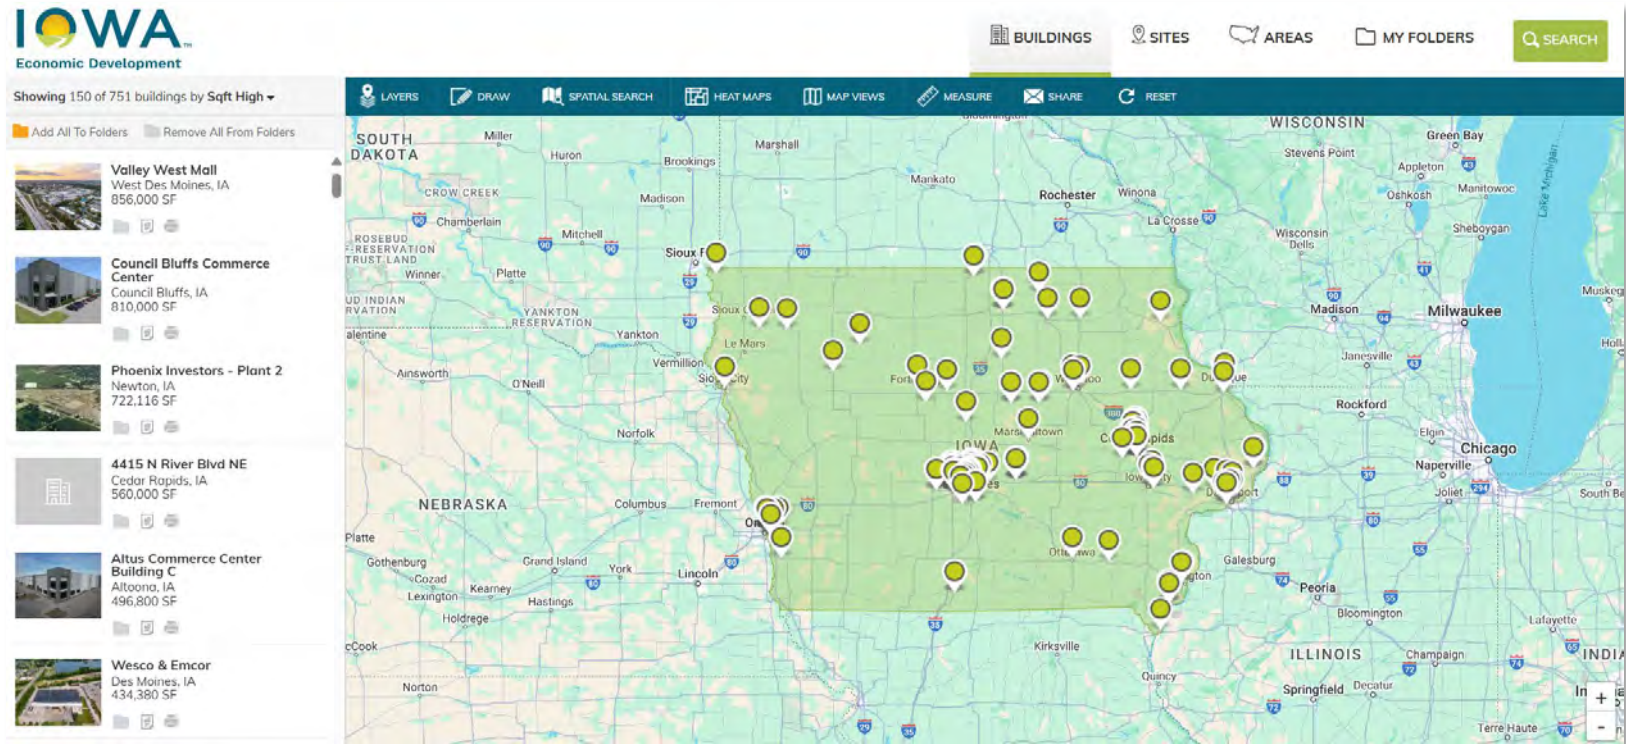 IOWA
Economic Development
BUILDINGS
SITES
AREAS
MY FOLDERS
SEARCH
Showing 150 of 751 buildings by Sqft High
LAYERS
DRAW
SPATIAL SEARCH
HEAT MAPS
MAP VIEWS
MEASURE
SHARE
RESET
Add All To Folders
Remove All From Folders
Valley West Mall
West Des Moines, IA
856,000 SF
Council Bluffs Commerce
Center
Council Bluffs, IA
810,000 SF
Phoenix Investors - Plant 2
Newton, IA
722,116 SF
4415 N River Blvd NE
Cedar Rapids, IA
560,000 SF
Altus Commerce Center
Building C
Altoona, IA
496,800 SF
Wesco & Emcor
Des Moines, IA
434,380 SF
SOUTH
DAKOTA
Miller
Huron
Brookings
Marshall
Mankato
Rochester
Winona
La Crosse
WISCONSIN
Stevens Point
Green Bay
Appleton
Oshkosh
Manitowoc
Sheboygan
Lake Michigan
Wisconsin
Dells
CROW CREEK
Chamberlain
Madison
Mitchell
ROSEBUD
RESERVATION
TRUST LAND
Winner
Platte
Sioux F
UD INDIAN
RVATION
alentine
YANKTON
RESERVATION
Yankton
Vermillion
Sioux C
Le Mars
Ainsworth
O'Neill
Norfolk
NEBRASKA
Columbus
Fremont
Platte
Gothenburg
Cozad
Lexington
Kearney
Grand Island
York
Lincoln
Hastings
Holdrege
cCook
Norton
IOWA
Kirksville
Quincy
Madison
Milwaukee
Janesville
Rockford
Elgin
Chicago
Naperville
Joliet
South Be
Muskeg
Holl
Galesburg
Peoria
Bloomington
Champaign
ILLINOIS
Springfield
Decatur
Lafayette
INDIA
Terre Haute
+
-